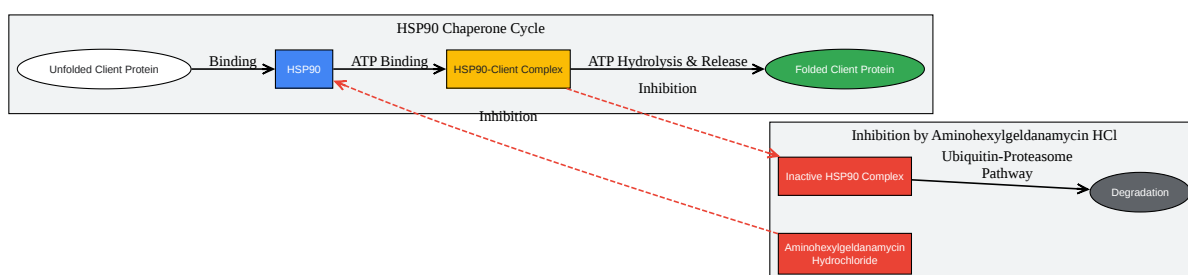 HSP90 Chaperone Cycle
Unfolded Client Protein
Binding
HSP90
ATP Binding
HSP90-Client Complex
ATP Hydrolysis & Release
Folded Client Protein
Inhibition
Inhibition
Inhibition by Aminohexylgeldanamycin HCl
Inactive HSP90 Complex
Ubiquitin-Proteasome
Pathway
Degradation
Aminohexylgeldanamycin
Hydrochloride